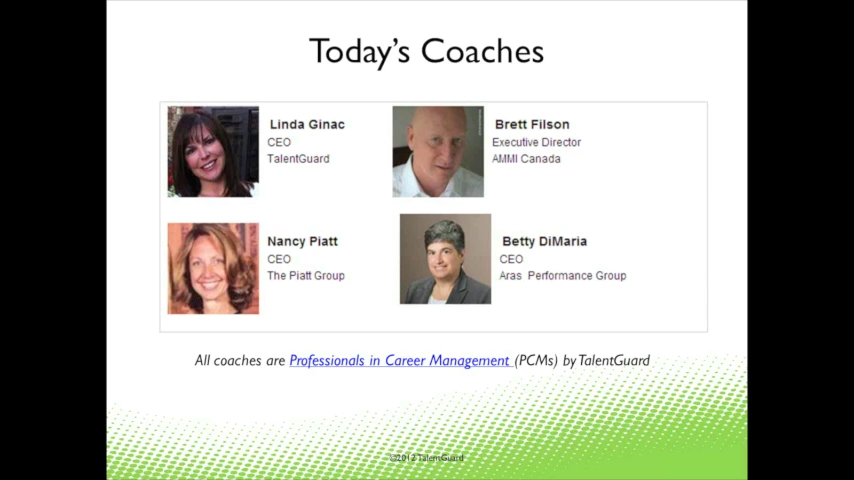 Today's Coaches
Linda Ginac
CEO
TalentGuard
Brett Filson
Executive Director
AMMI Canada
Nancy Piatt
CEO
The Piatt Group
Betty DiMaria
CEO
Aras Performance Group
All coaches are Professionals in Career Management (PCMs) by TalentGuard
©2012 TalentGuard